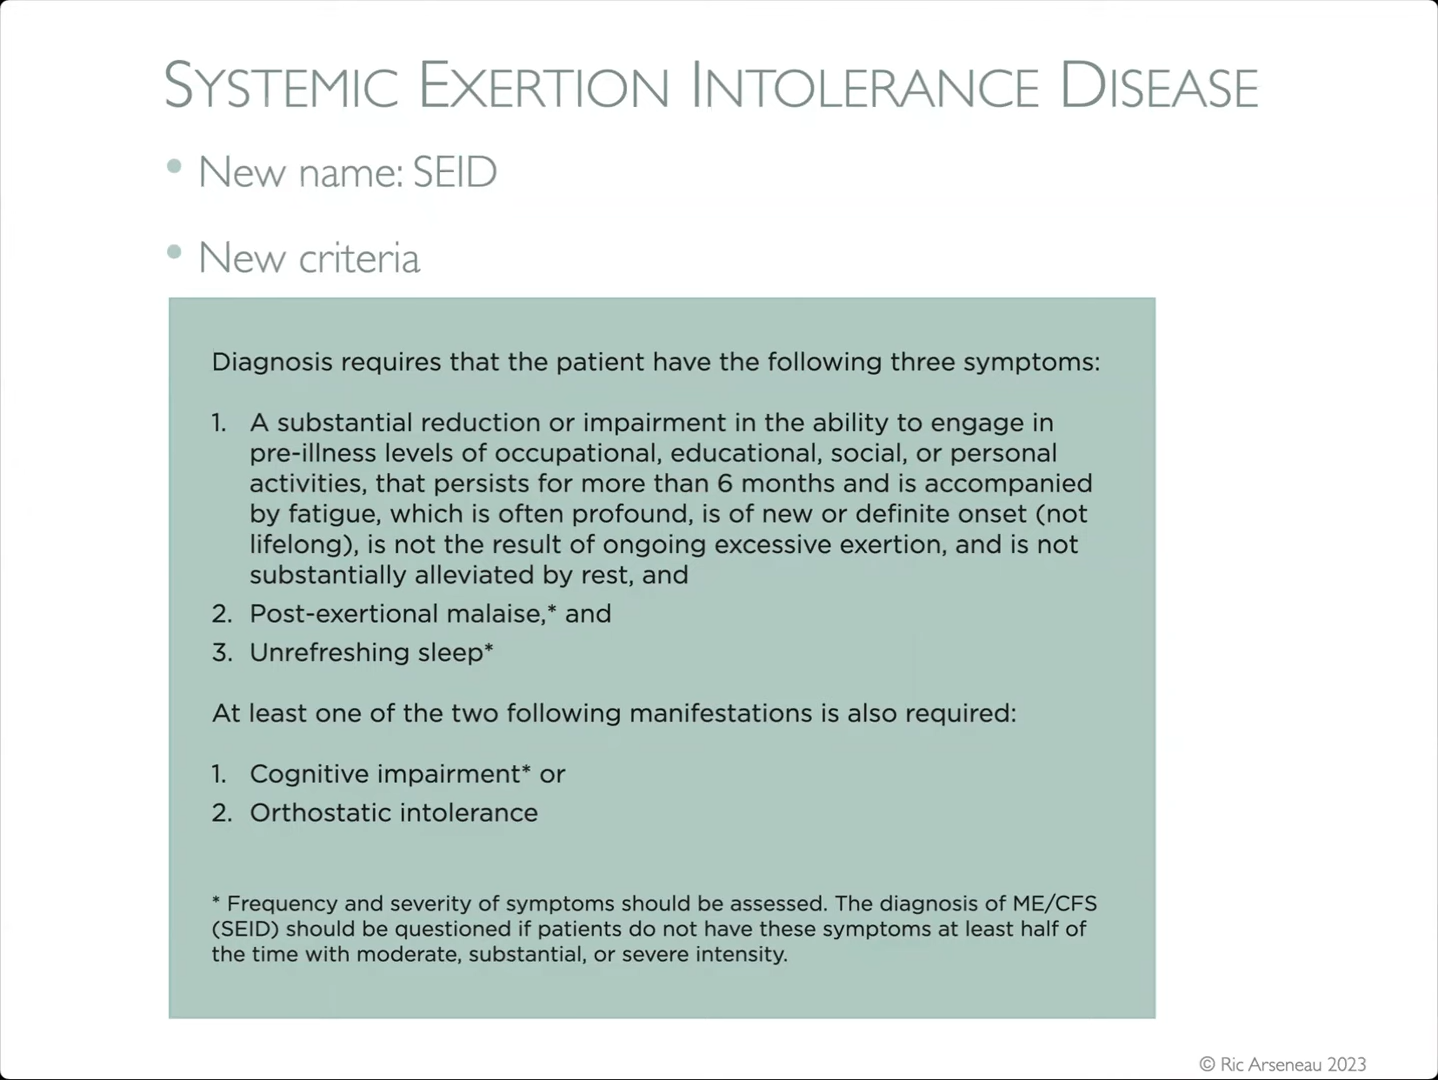 SYSTEMIC EXERTION INTOLERANCE DISEASE
• New name: SEID
• New criteria
Diagnosis requires that the patient have the following three symptoms:
1. A substantial reduction or impairment in the ability to engage in
pre-illness levels of occupational, educational, social, or personal
activities, that persists for more than 6 months and is accompanied
by fatigue, which is often profound, is of new or definite onset (not
lifelong), is not the result of ongoing excessive exertion, and is not
substantially alleviated by rest, and
2. Post-exertional malaise,* and
3. Unrefreshing sleep*
At least one of the two following manifestations is also required:
1. Cognitive impairment* or
2. Orthostatic intolerance
* Frequency and severity of symptoms should be assessed. The diagnosis of ME/CFS
(SEID) should be questioned if patients do not have these symptoms at least half of
the time with moderate, substantial, or severe intensity.
© Ric Arseneau 2023